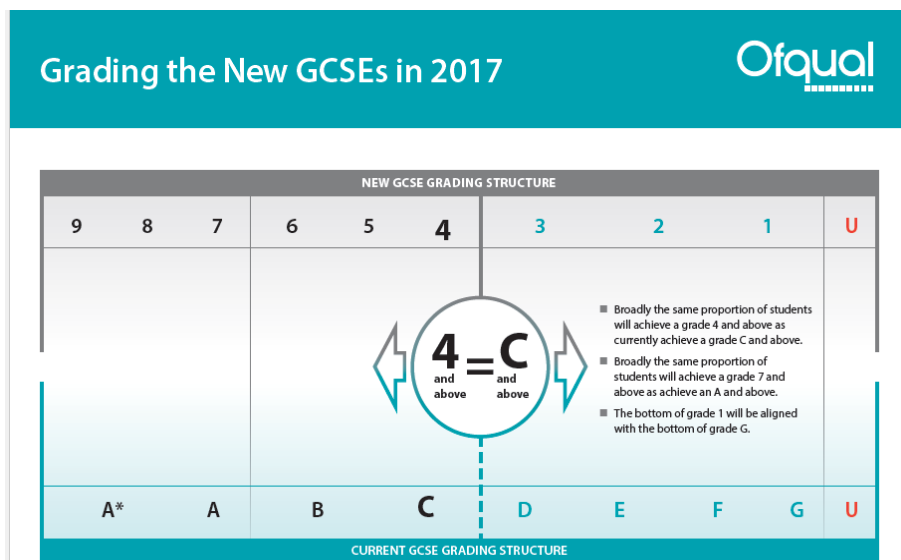 Grading the New GCSEs in 2017
Ofqual
NEW GCSE GRADING STRUCTURE
9 8 7 6 5 4 3 2 1 U
4 = C
and above and above
Broadly the same proportion of students
will achieve a grade 4 and above as
currently achieve a grade C and above.
Broadly the same proportion of
students will achieve a grade 7 and
above as achieve an A and above.
The bottom of grade 1 will be aligned
with the bottom of grade G.
A* A B C D E F G U
CURRENT GCSE GRADING STRUCTURE